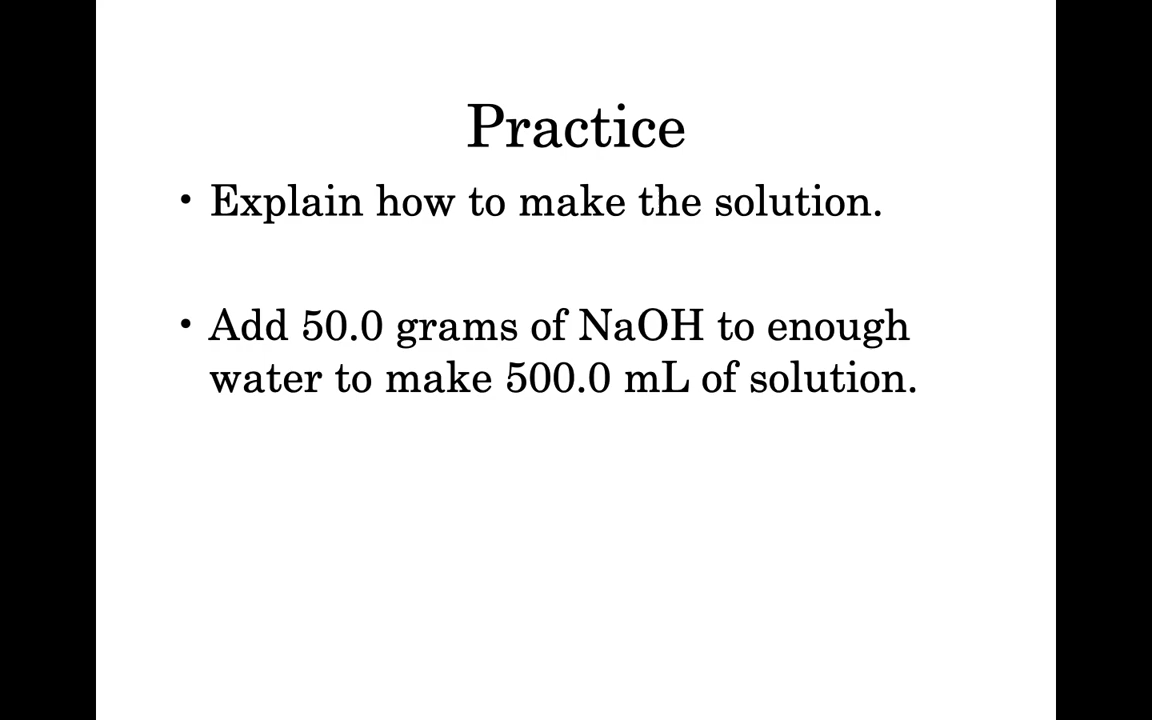 Practice
• Explain how to make the solution.
• Add 50.0 grams of NaOH to enough
water to make 500.0 mL of solution.